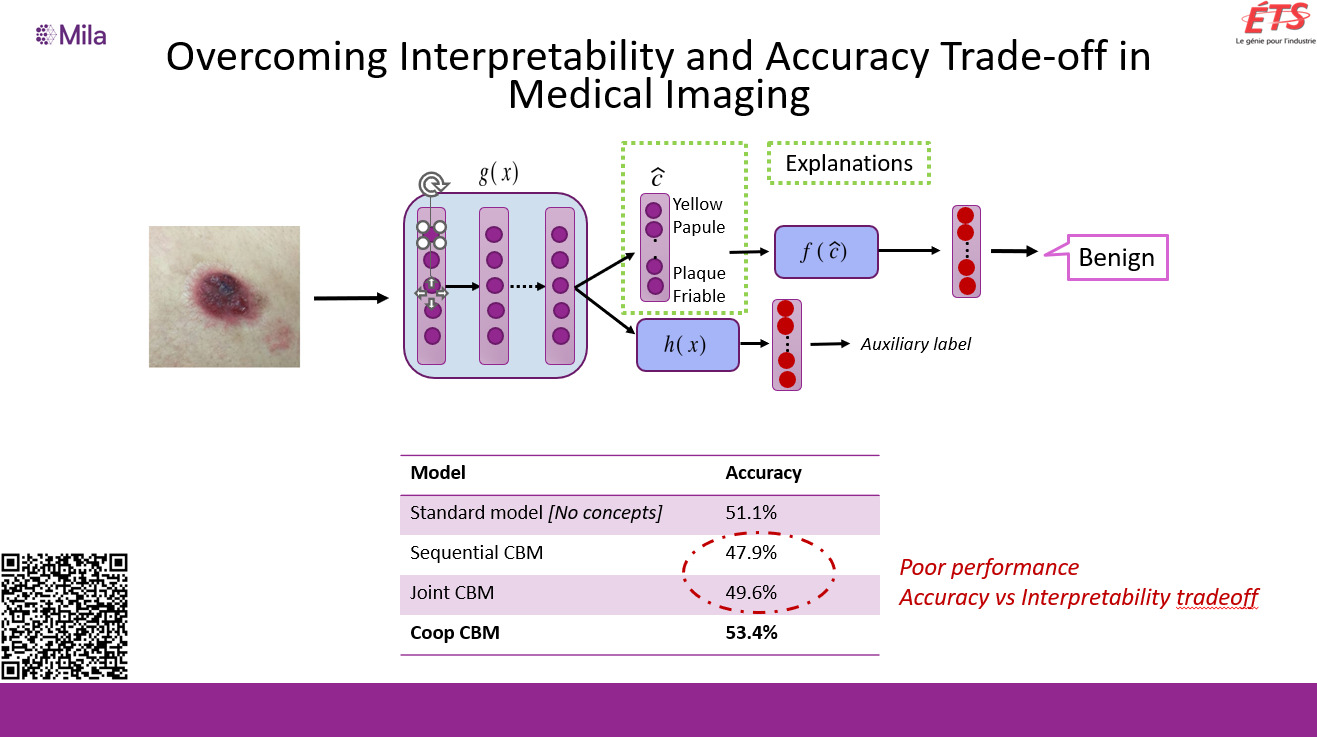 Mila
ÉTS
Le génie pour l'industrie
Overcoming Interpretability and Accuracy Trade-off in
Medical Imaging
g(x)
ĉ
Yellow
Papule
Plaque
Friable
Explanations
f(ĉ)
Benign
h(x)
Auxiliary label
Model Accuracy
Standard model [No concepts] 51.1%
Sequential CBM 47.9%
Joint CBM 49.6%
Coop CBM 53.4%
Poor performance
Accuracy vs Interpretability tradeoff